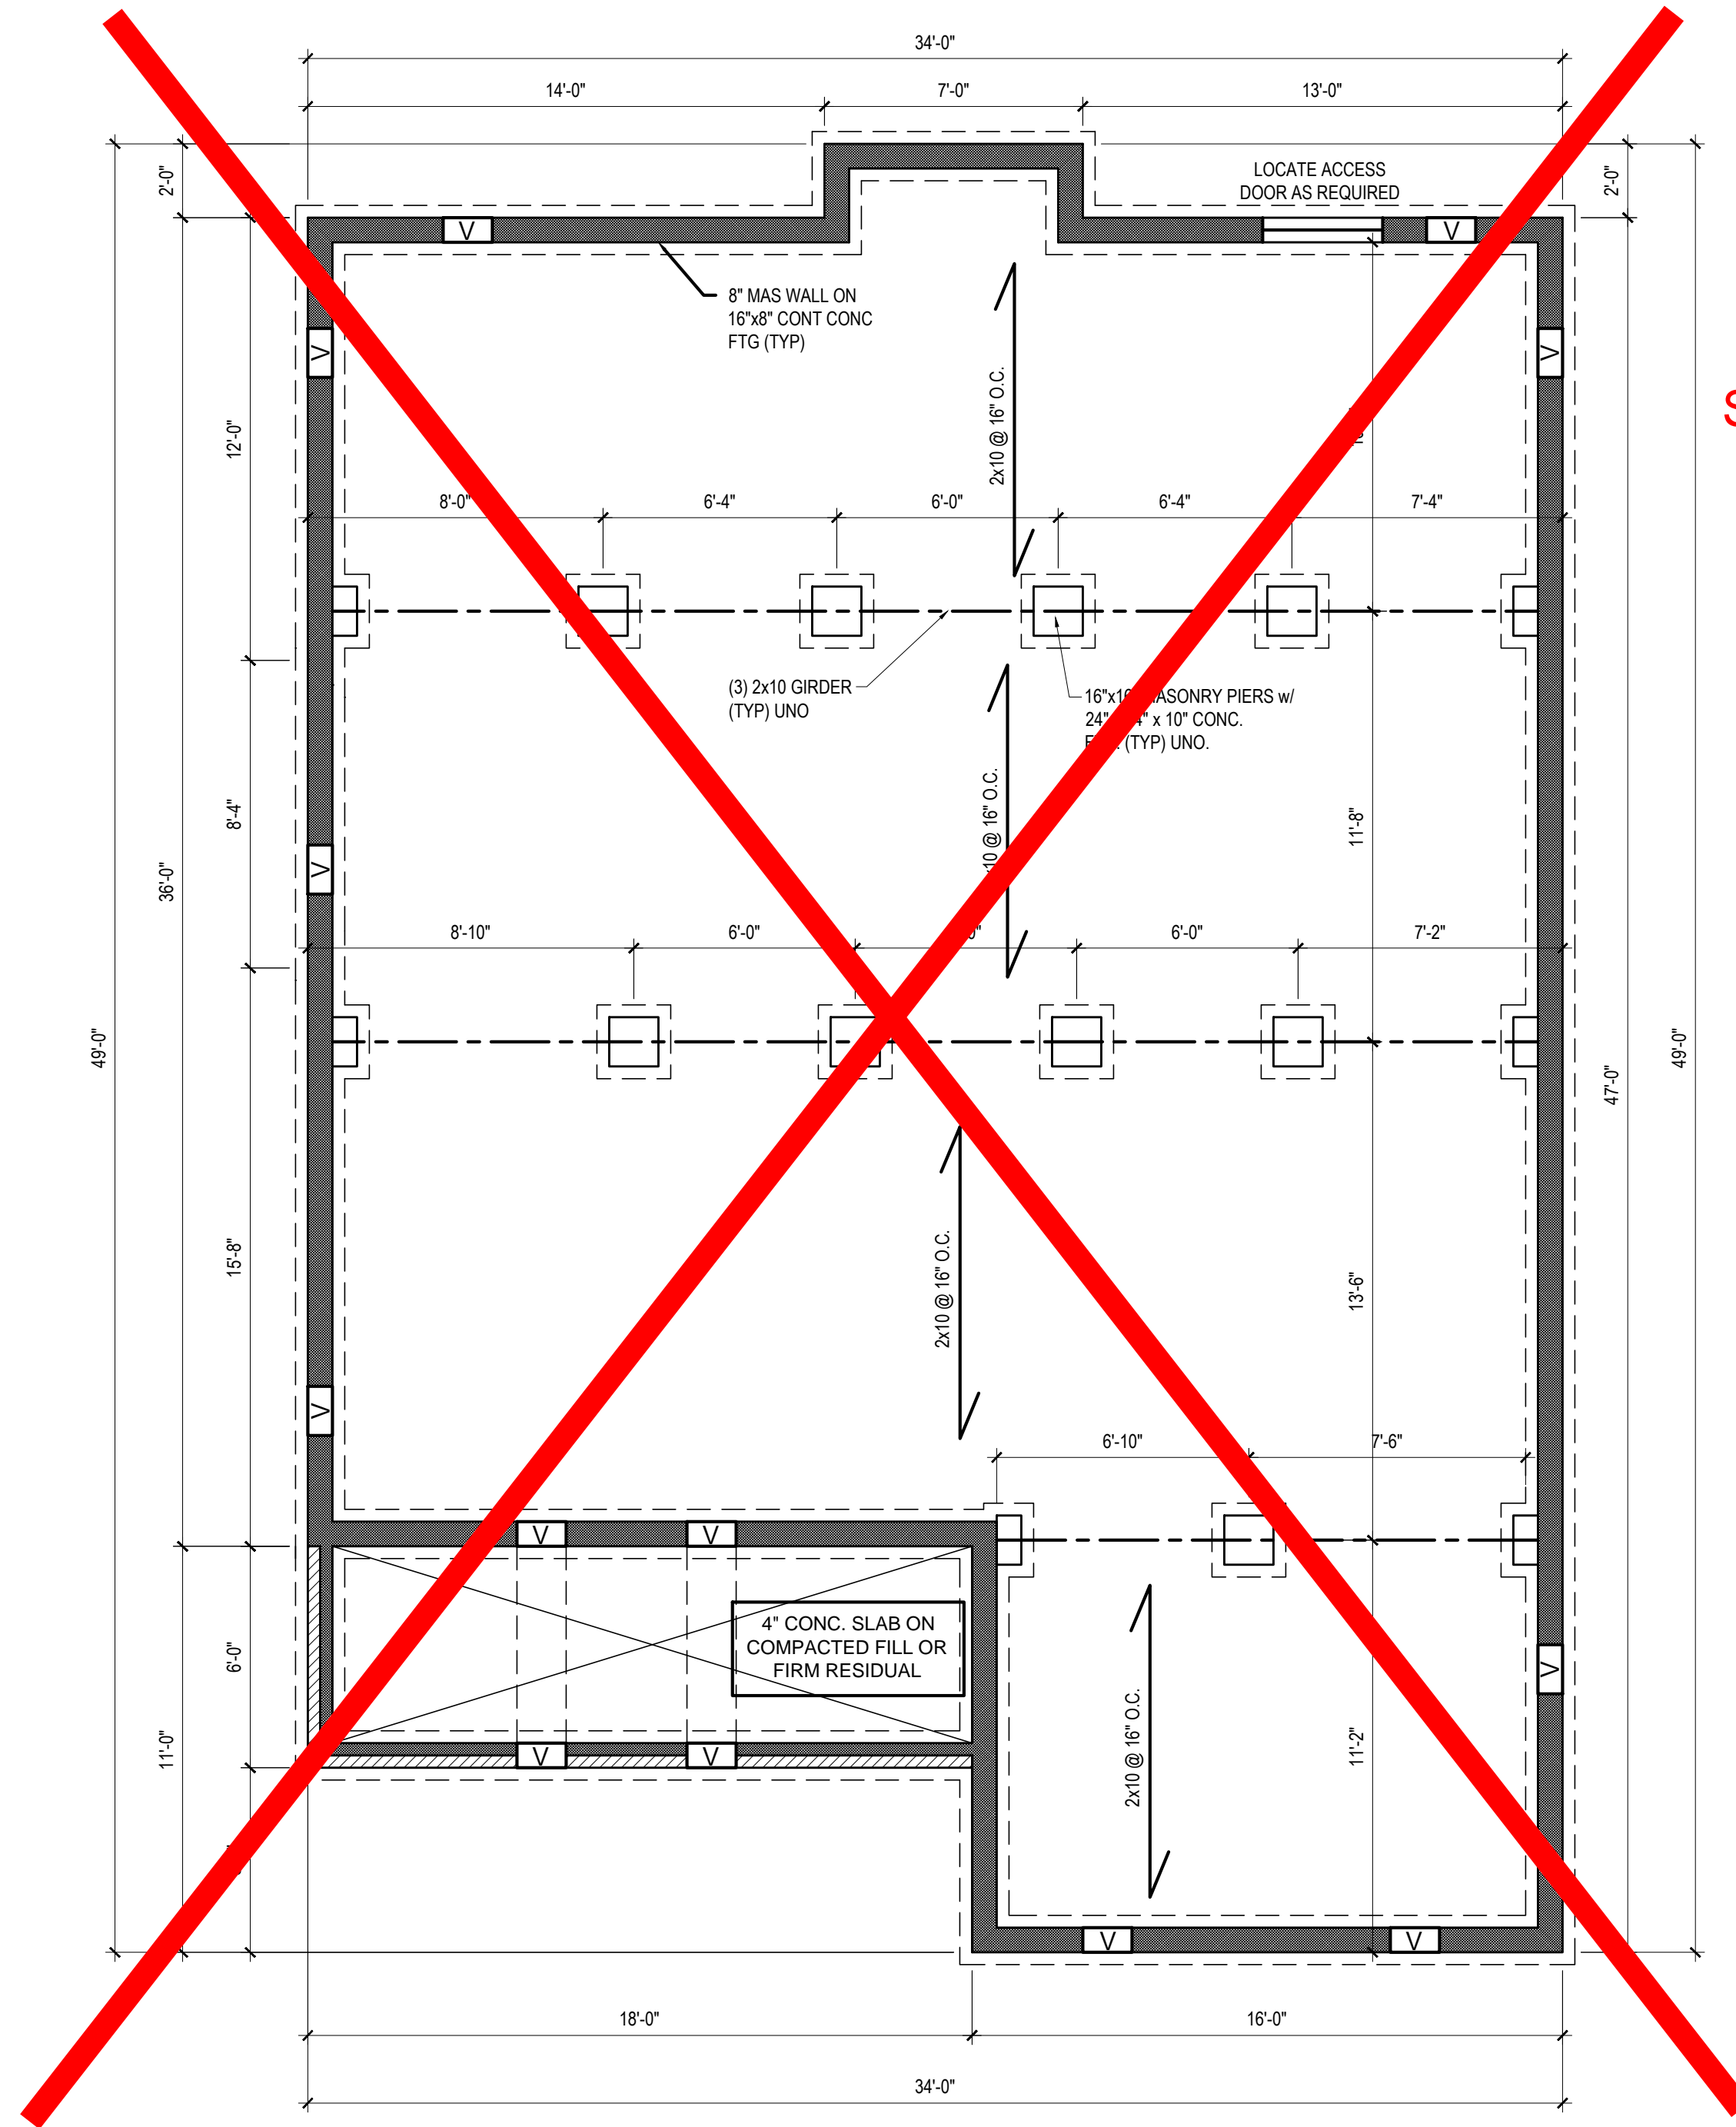 34'-0"
14'-0"
7'-0"
13'-0"
2'-0"
2'-0"
LOCATE ACCESS
DOOR AS REQUIRED
V
V
8" MAS WALL ON
16"x8" CONT CONC
FTG (TYP)
V
V
S
2x10 @ 16" O.C.
12'-0"
8'-0"
6'-4"
6'-0"
6'-4"
7'-4"
(3) 2x10 GIRDER
(TYP) UNO
MASONRY PIERS w/
24" x 10" CONC.
(TYP) UNO.
@ 16" O.C.
8'-4"
11'-8"
36'-0"
V
8'-10"
6'-0"
6'-0"
7'-2"
49'-0"
47'-0"
49'-0"
15'-8"
2x10 @ 16" O.C.
13'-6"
V
6'-10"
7'-6"
V
V
4" CONC. SLAB ON
COMPACTED FILL OR
FIRM RESIDUAL
6'-0"
V
11'-0"
2x10 @ 16" O.C.
11'-2"
V
V
V
V
18'-0"
16'-0"
34'-0"